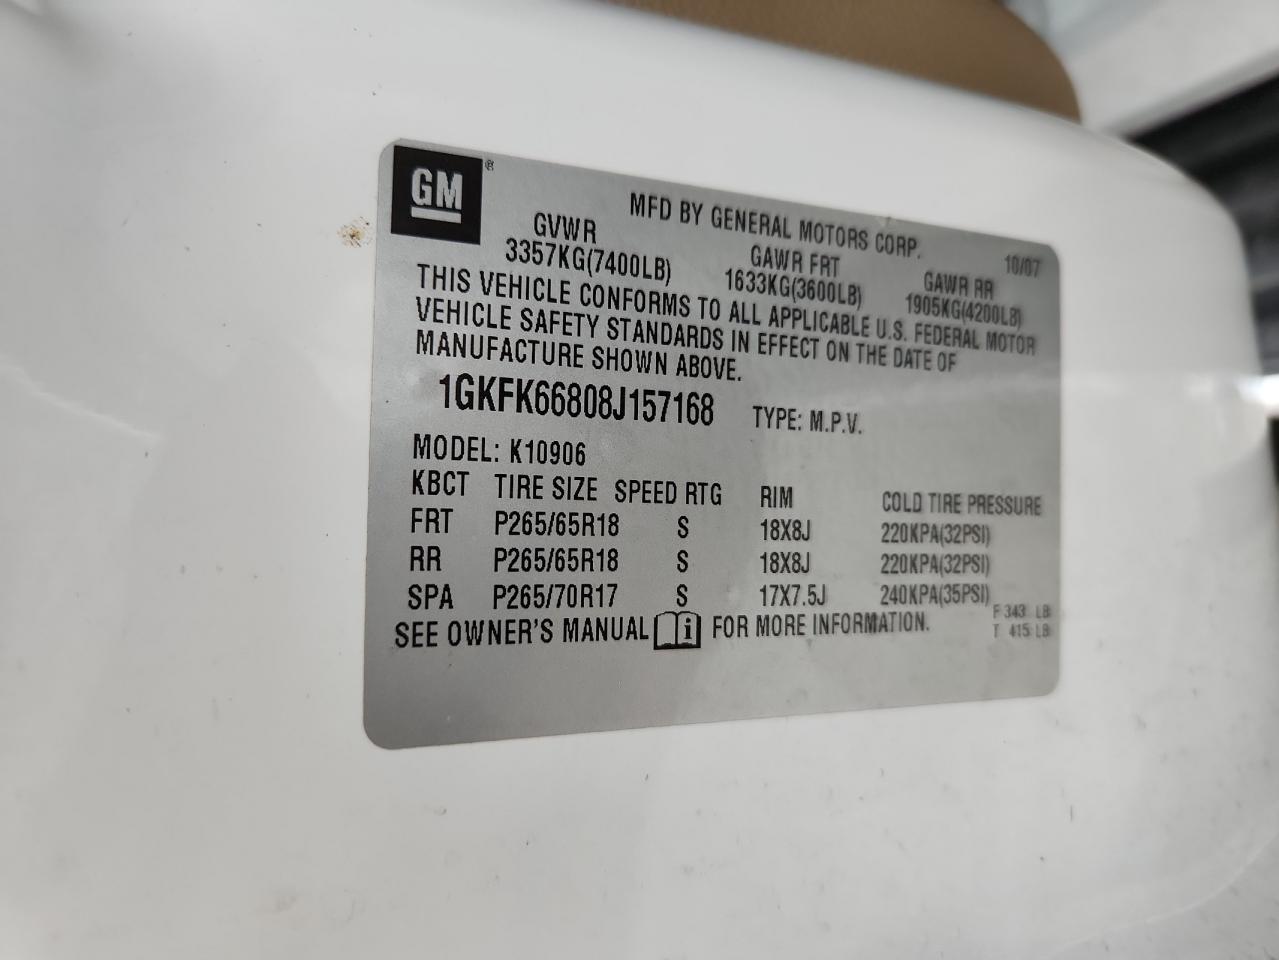 GM®
MFD BY GENERAL MOTORS CORP. 10/07
GVWR GAWR FRT GAWR RR
3357KG(7400LB) 1633KG(3600LB) 1905KG(4200LB)
THIS VEHICLE CONFORMS TO ALL APPLICABLE U.S. FEDERAL MOTOR
VEHICLE SAFETY STANDARDS IN EFFECT ON THE DATE OF
MANUFACTURE SHOWN ABOVE.
1GKFK66808J157168 TYPE: M.P.V.
MODEL: K10906
KBCT TIRE SIZE SPEED RTG RIM COLD TIRE PRESSURE
FRT P265/65R18 S 18X8J 220KPA(32PSI)
RR P265/65R18 S 18X8J 220KPA(32PSI)
SPA P265/70R17 S 17X7.5J 240KPA(35PSI)
SEE OWNER'S MANUAL i FOR MORE INFORMATION.
F 343 LB
T 415 LB